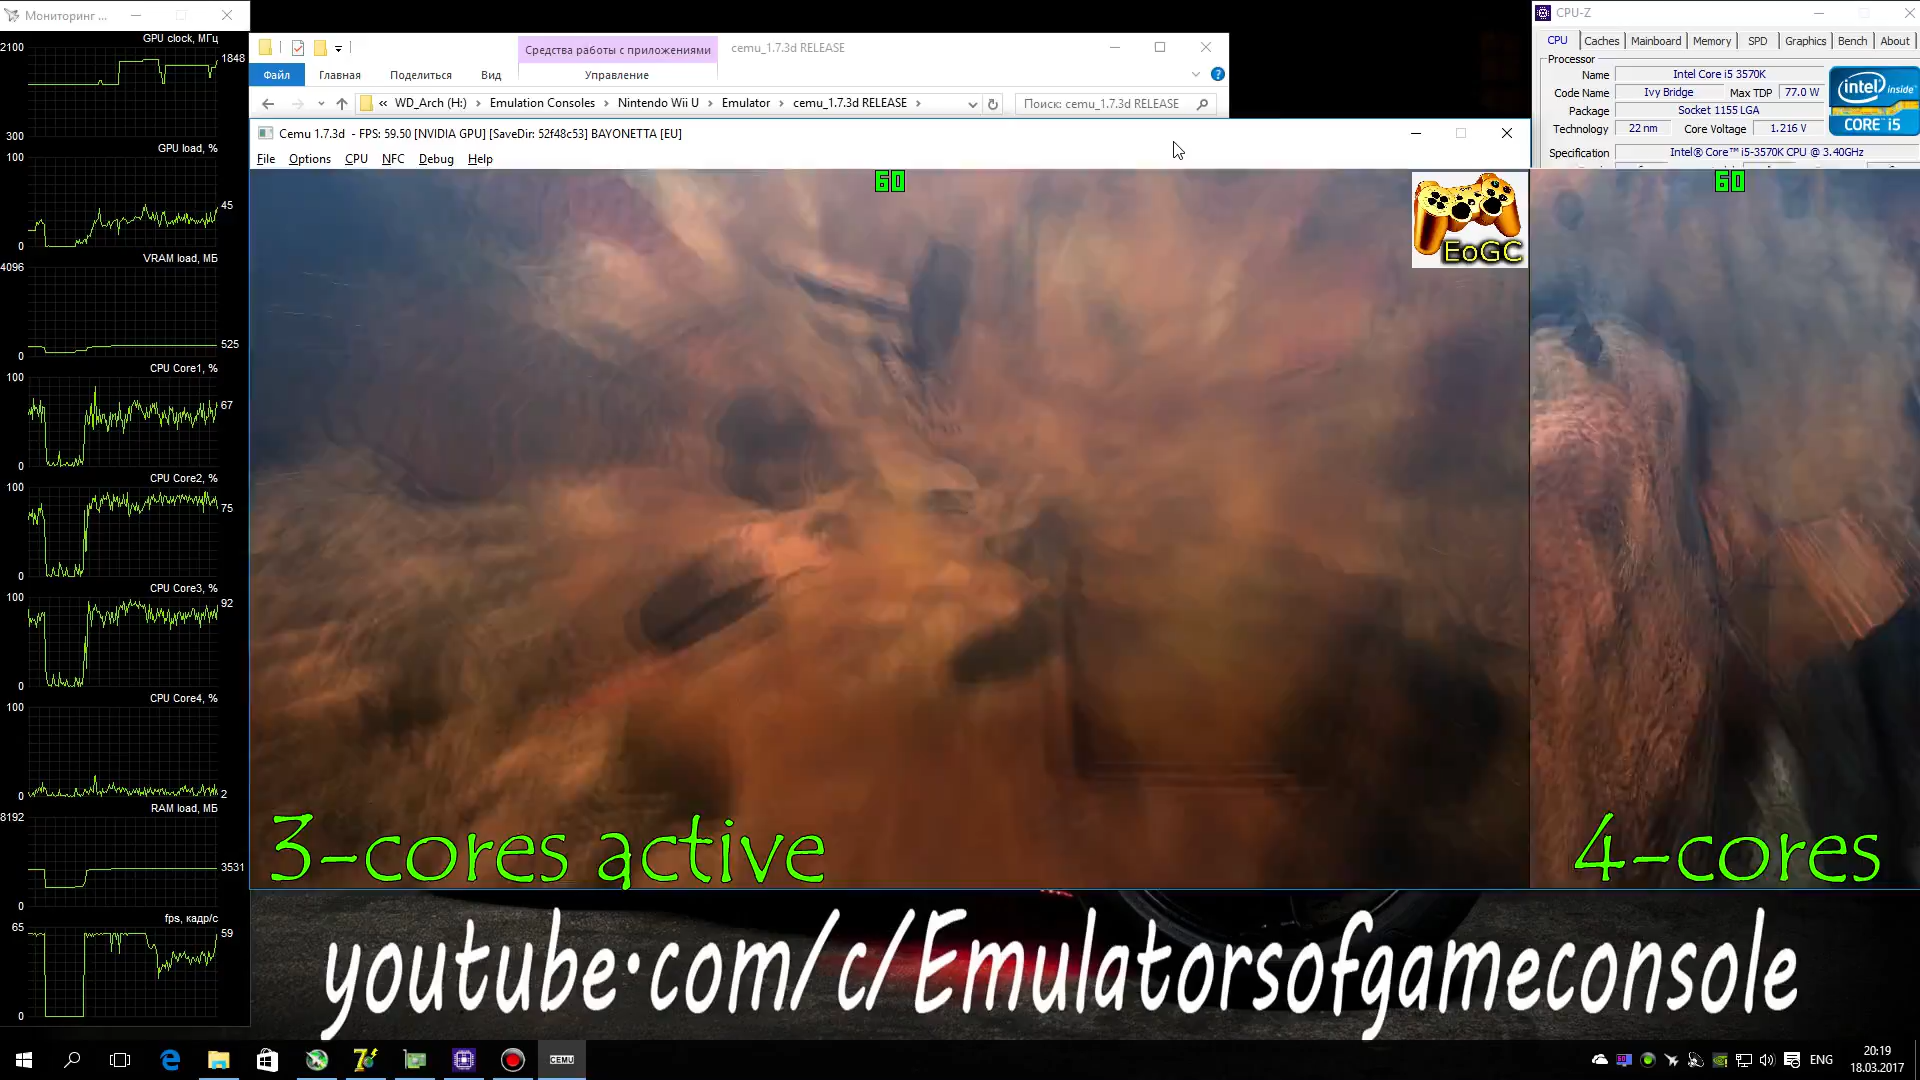 Мониторинг ...
GPU clock, МГц
2100
1848
300
GPU load, %
100
45
0
VRAM load, МБ
4096
525
0
CPU Core1, %
100
67
0
CPU Core2, %
100
75
0
CPU Core3, %
100
92
0
CPU Core4, %
100
2
0
RAM load, МБ
8192
3531
0
fps, кадр/с
65
59
0
Средства работы с приложениями
cemu_1.7.3d RELEASE
Файл
Главная
Поделиться
Вид
Управление
« WD_Arch (H:) > Emulation Consoles > Nintendo Wii U > Emulator > cemu_1.7.3d RELEASE >
Поиск: cemu_1.7.3d RELEASE
Cemu 1.7.3d - FPS: 59.50 [NVIDIA GPU] [SaveDir: 52f48c53] BAYONETTA [EU]
File Options CPU NFC Debug Help
60
EoGC
3-cores active
CPU-Z
CPU Caches Mainboard Memory SPD Graphics Bench About
Processor
Name Intel Core i5 3570K
Code Name Ivy Bridge Max TDP 77.0 W
Package Socket 1155 LGA
Technology 22 nm Core Voltage 1.216 V
Specification Intel® Core™ i5-3570K CPU @ 3.40GHz
intel inside™
CORE i5
60
4-cores
youtube.com/c/Emulatorsofgameconsole
CEMU
ENG
20:19
18.03.2017